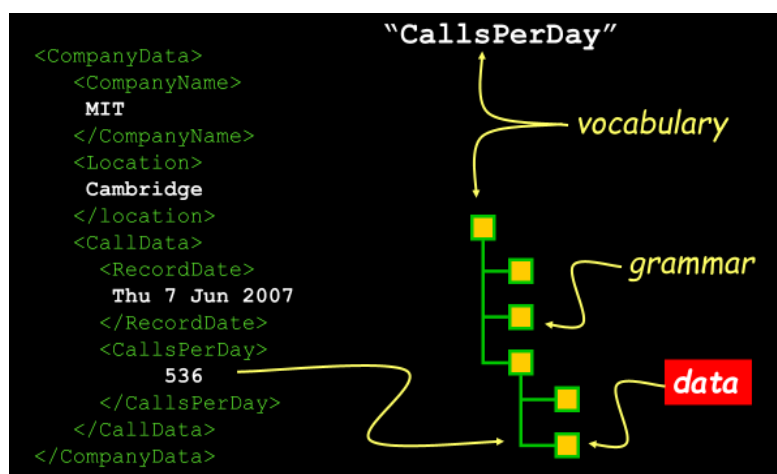 <CompanyData>
<CompanyName>
MIT
</CompanyName>
<Location>
Cambridge
</location>
<CallData>
<RecordDate>
Thu 7 Jun 2007
</RecordDate>
<CallsPerDay>
536
</CallsPerDay>
</CallData>
</CompanyData>
“CallsPerDay”
vocabulary
grammar
data